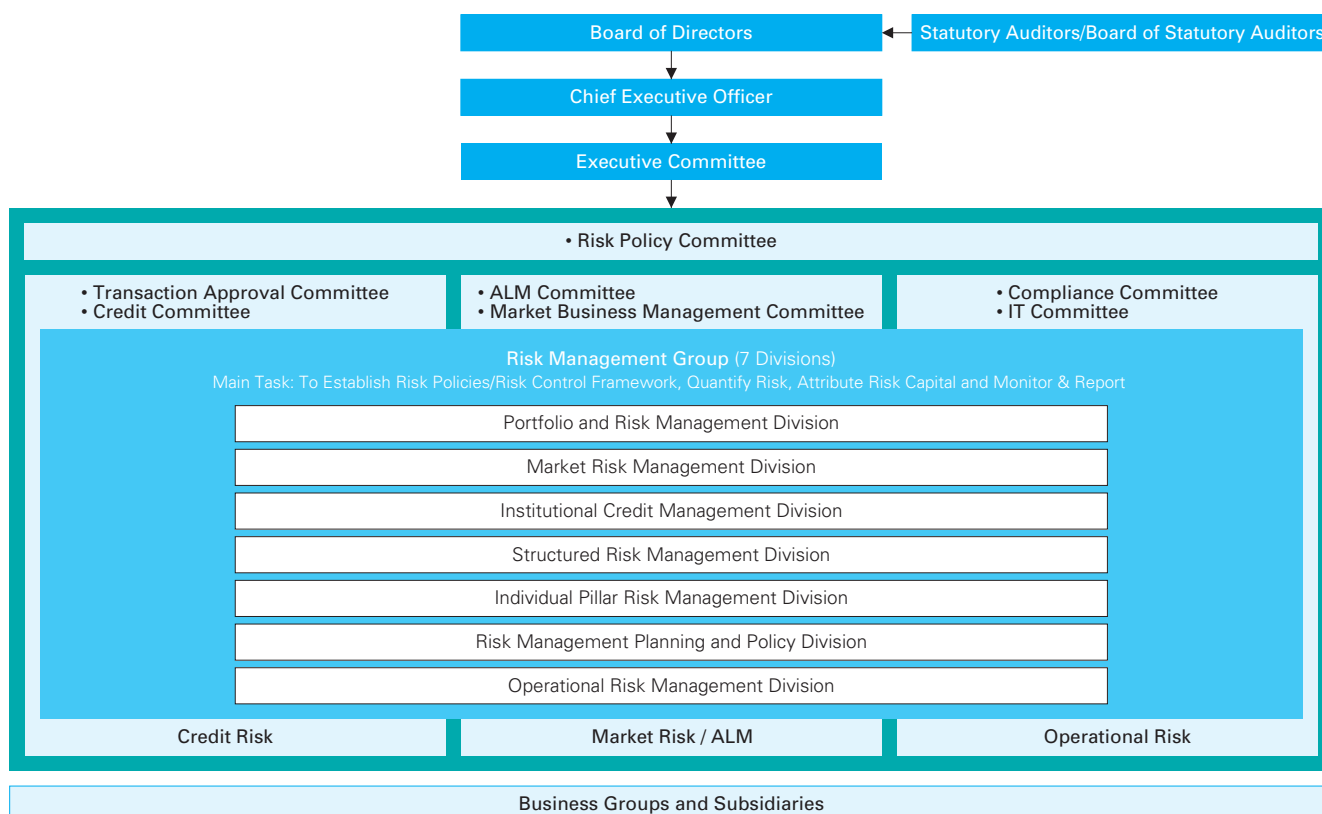 Board of Directors
Statutory Auditors/Board of Statutory Auditors
Chief Executive Officer
Executive Committee
• Risk Policy Committee
• Transaction Approval Committee
• Credit Committee
• ALM Committee
• Market Business Management Committee
• Compliance Committee
• IT Committee
Risk Management Group (7 Divisions)
Main Task: To Establish Risk Policies/Risk Control Framework, Quantify Risk, Attribute Risk Capital and Monitor & Report
Portfolio and Risk Management Division
Market Risk Management Division
Institutional Credit Management Division
Structured Risk Management Division
Individual Pillar Risk Management Division
Risk Management Planning and Policy Division
Operational Risk Management Division
Credit Risk
Market Risk / ALM
Operational Risk
Business Groups and Subsidiaries